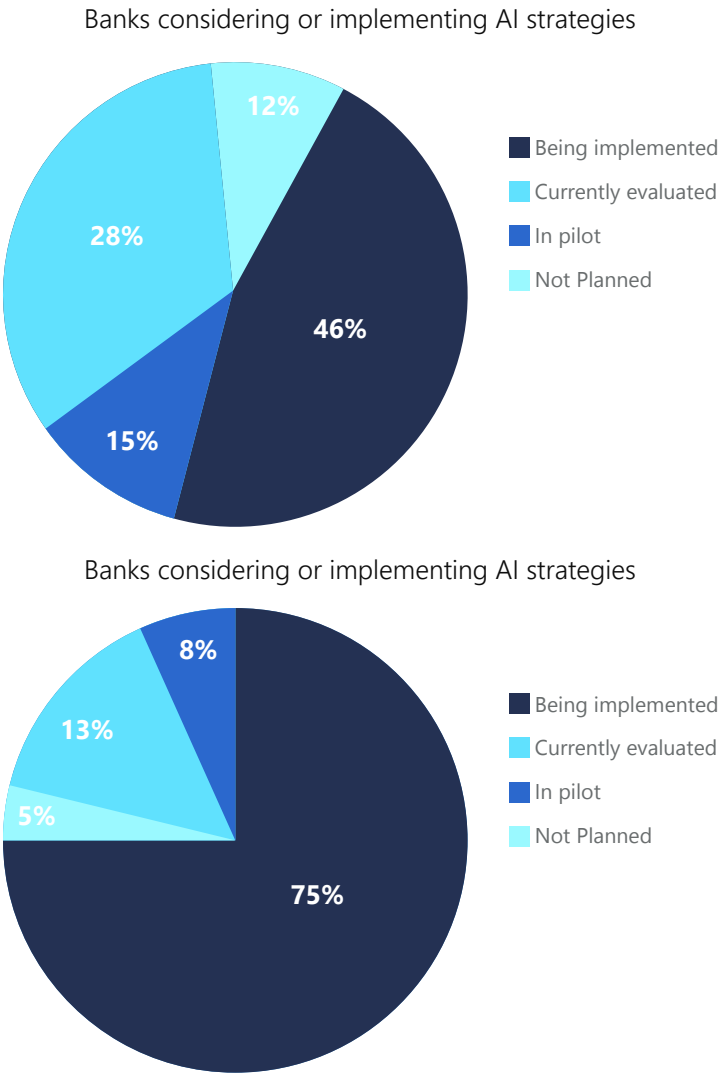 Banks considering or implementing AI strategies
12%
28%
46%
15%
Being implemented
Currently evaluated
In pilot
Not Planned
Banks considering or implementing AI strategies
8%
13%
5%
75%
Being implemented
Currently evaluated
In pilot
Not Planned